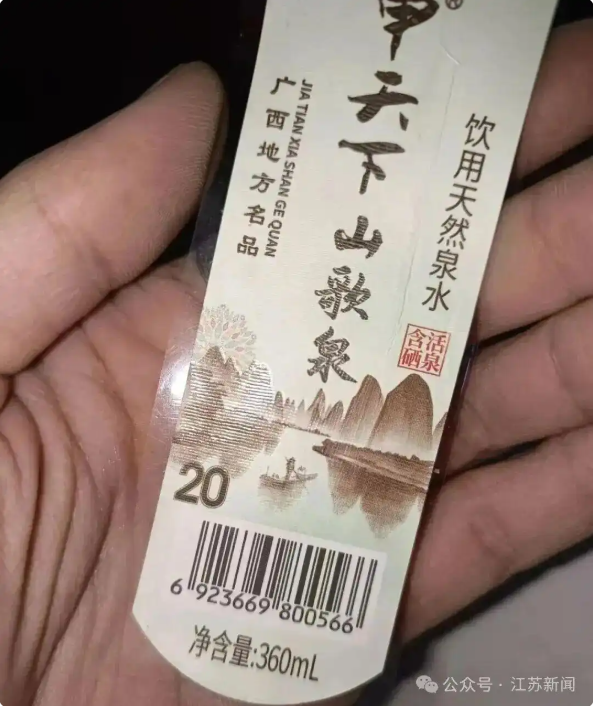 甲天下山歌泉
®
JIA TIAN XIA SHAN GE QUAN
广西地方名品
饮用天然泉水
活泉
含硒
20
6 923669 800566
净含量:360mL
公众号·江苏新闻